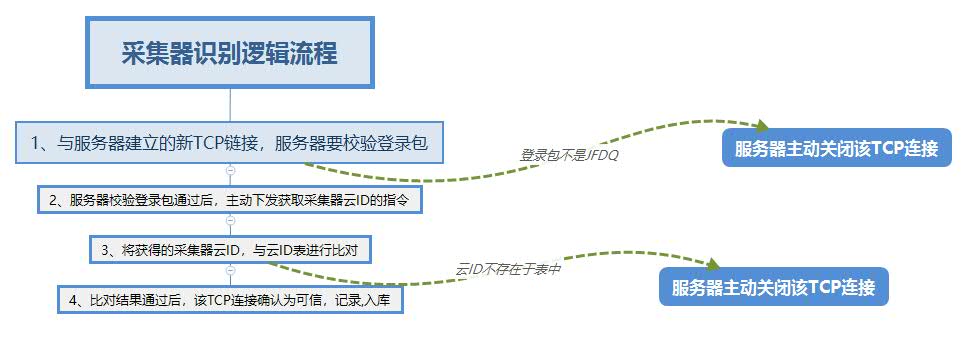 采集器识别逻辑流程
1、与服务器建立的新TCP链接，服务器要校验登录包
登录包不是JFDQ
服务器主动关闭该TCP连接
2、服务器校验登录包通过后，主动下发获取采集器云ID的指令
3、将获得的采集器云ID，与云ID表进行比对
云ID不存在于表中
服务器主动关闭该TCP连接
4、比对结果通过后，该TCP连接确认为可信，记录,入库